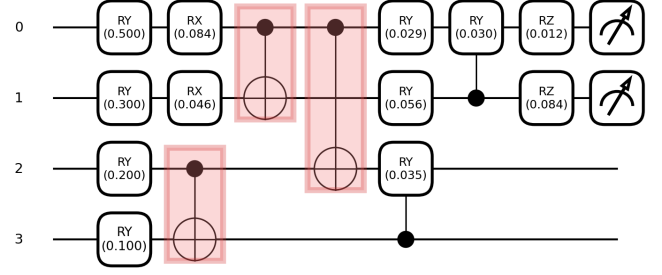 0
RY
(0.500)
RX
(0.084)
RY
(0.029)
RY
(0.030)
RZ
(0.012)
1
RY
(0.300)
RX
(0.046)
RY
(0.056)
RZ
(0.084)
2
RY
(0.200)
RY
(0.035)
3
RY
(0.100)